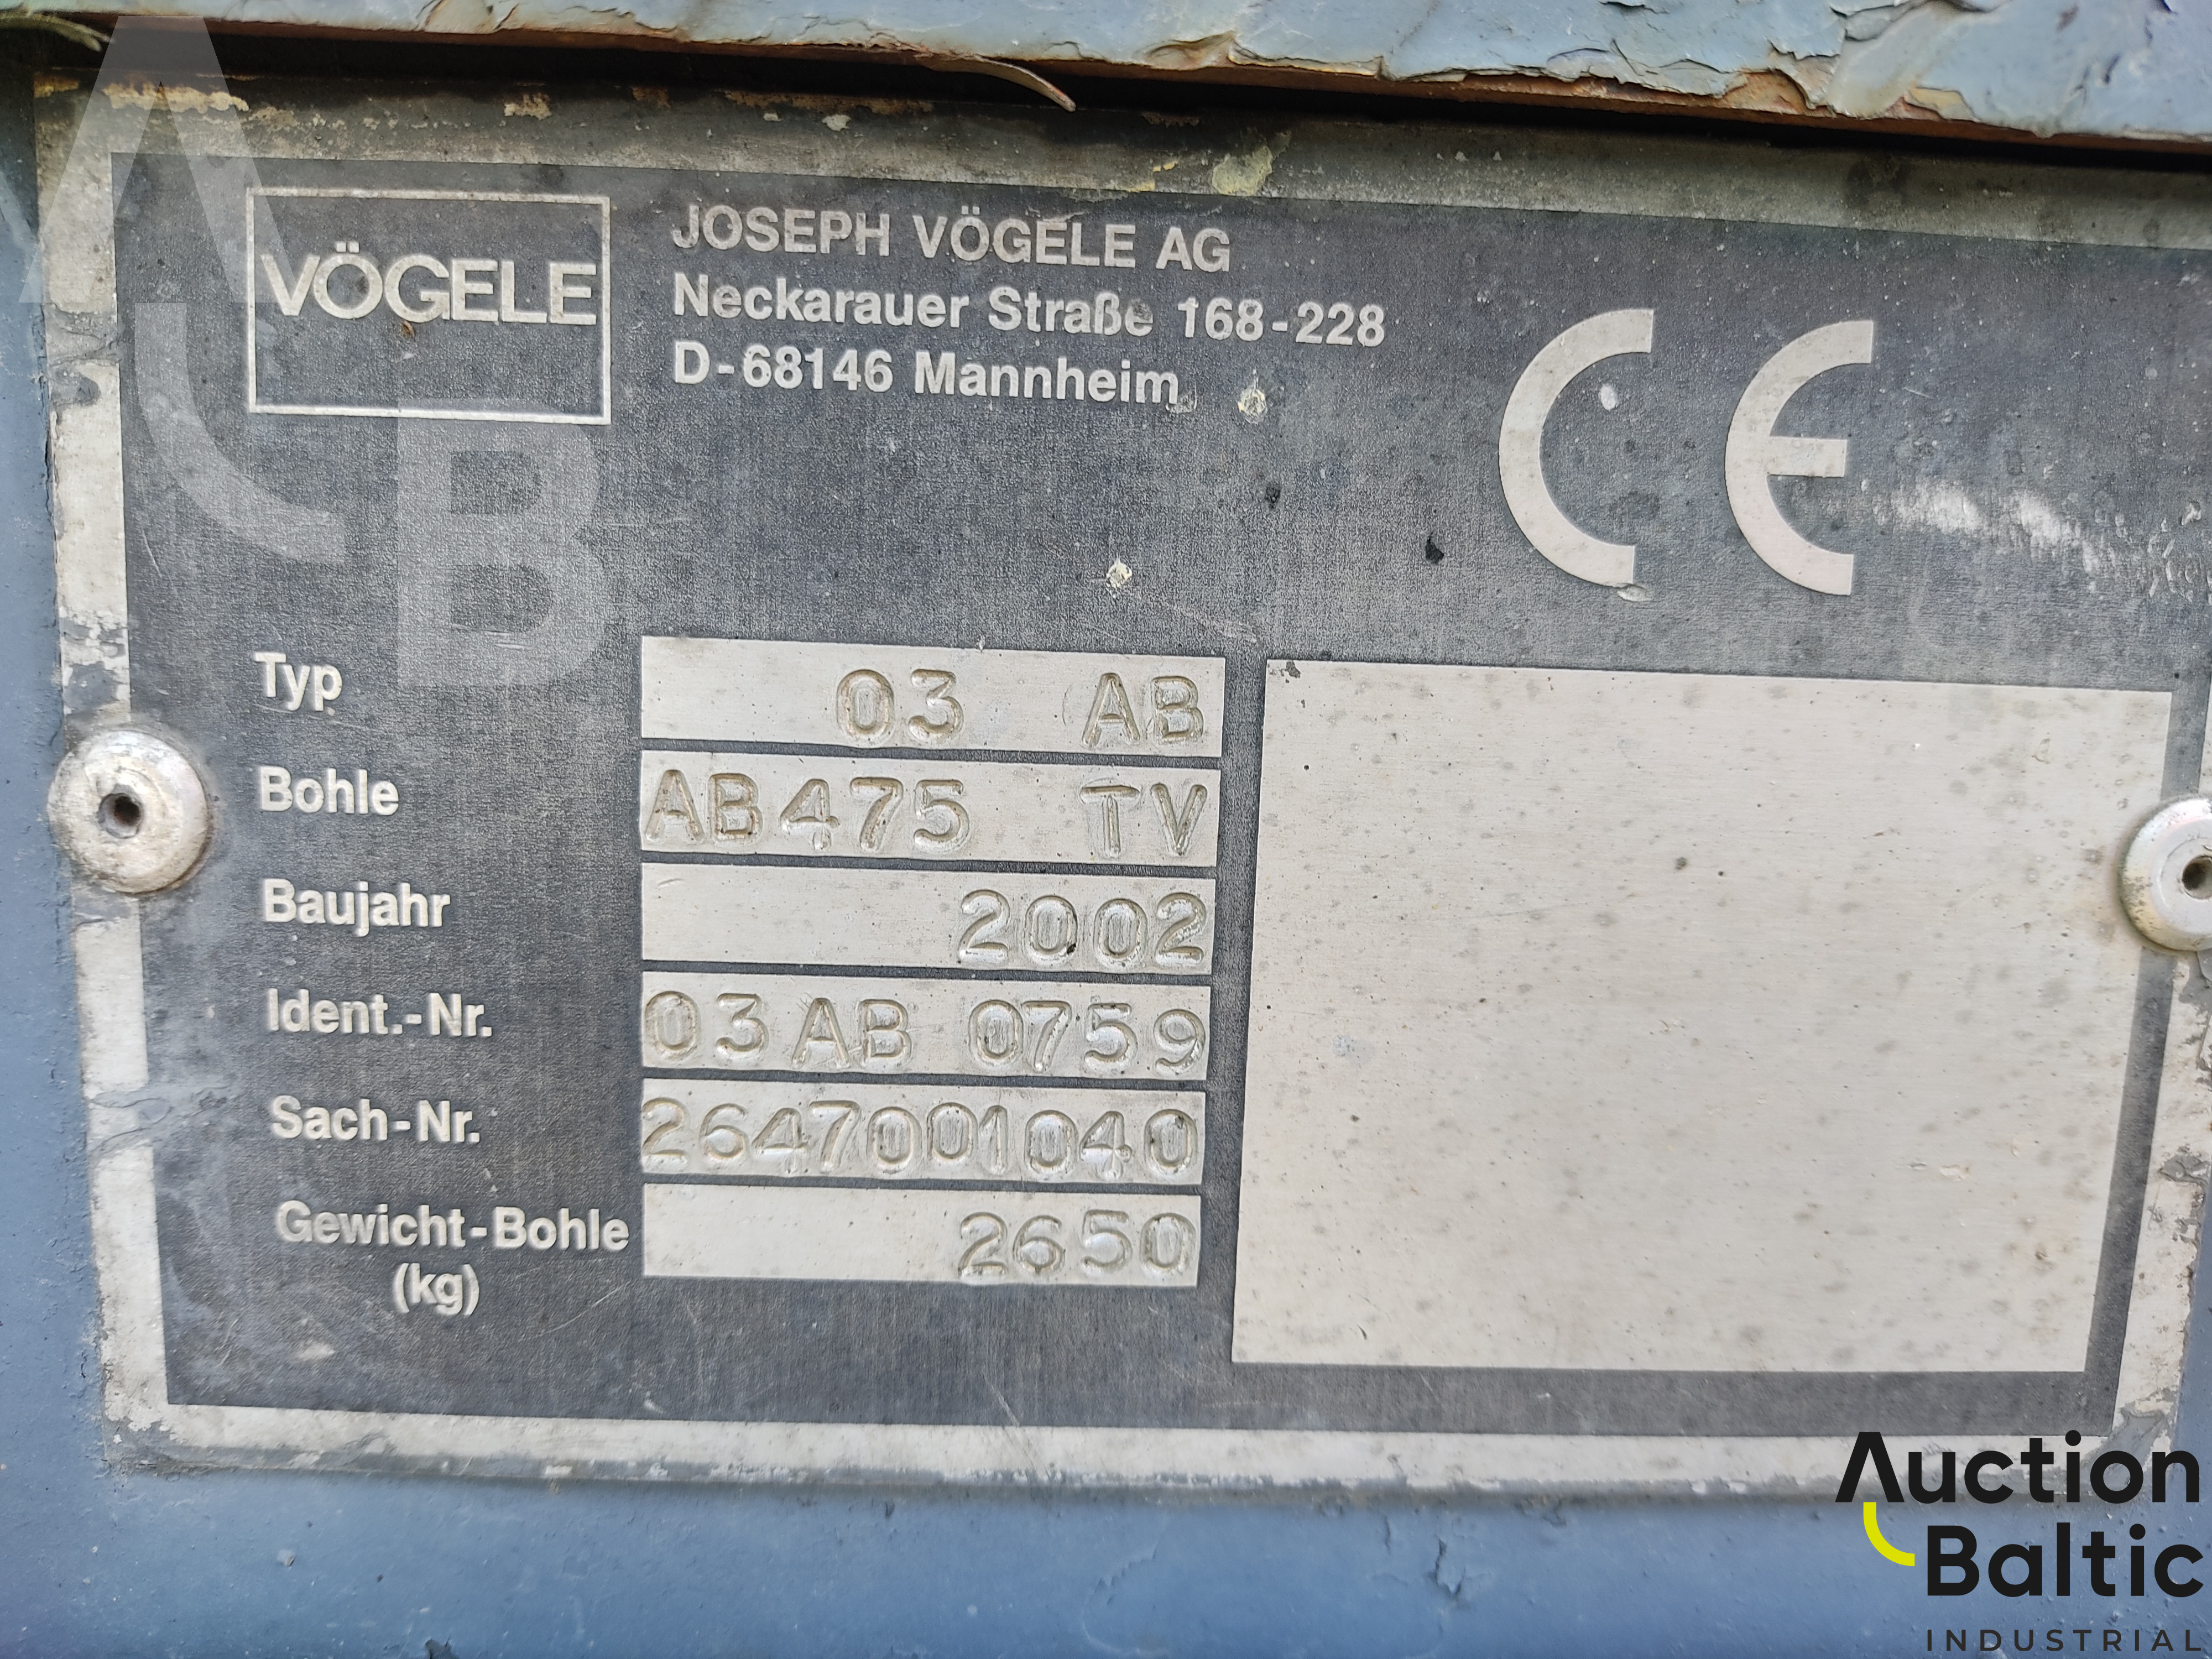 VÖGELE
JOSEPH VÖGELE AG
Neckarauer Straße 168-228
D-68146 Mannheim
CE
Typ 03 AB
Bohle AB475 TV
Baujahr 2002
Ident.-Nr. 03AB 0759
Sach-Nr. 2647001040
Gewicht-Bohle 2650
(kg)
AB
Auction
Baltic
INDUSTRIAL